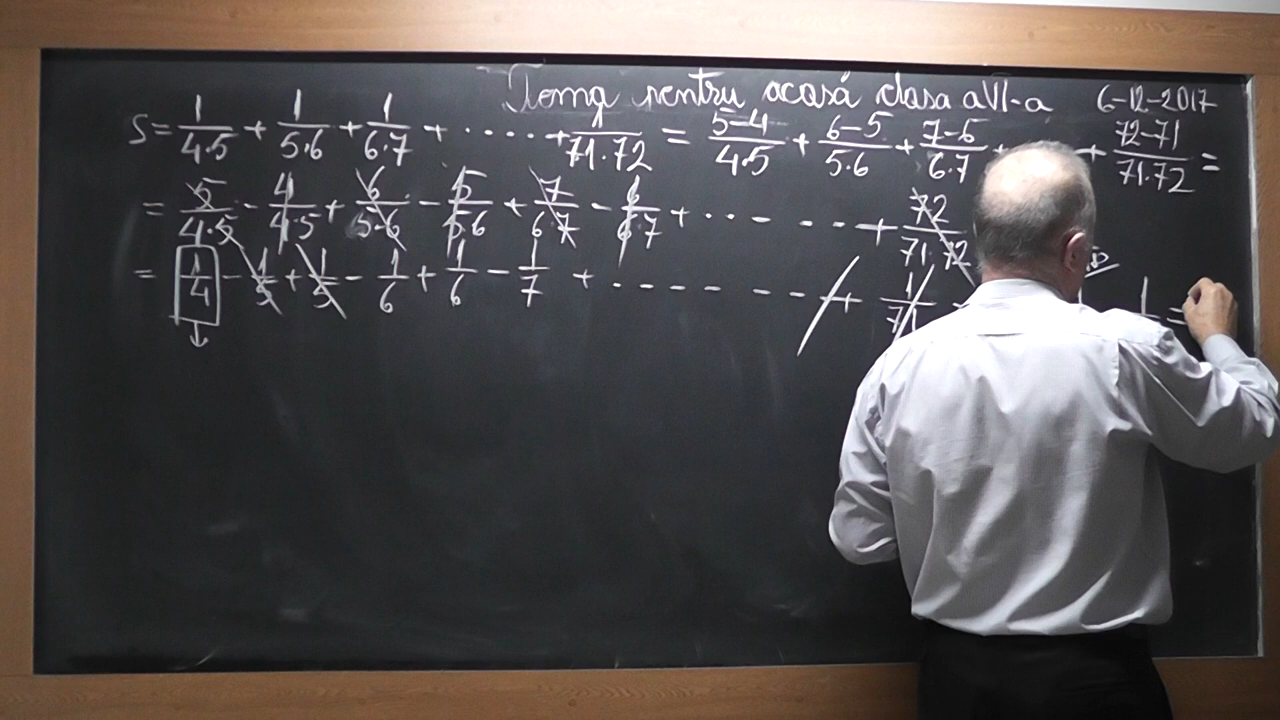 Tema pentru acasă clasa a VI-a 6-12-2017
S = 1/(4·5) + 1/(5·6) + 1/(6·7) + ..... + 1/(71·72) = (5-4)/(4·5) + (6-5)/(5·6) + (7-6)/(6·7) + + (72-71)/(71·72) =
= 5/(4·5) - 4/(4·5) + 6/(5·6) - 5/(5·6) + 7/(6·7) - 6/(6·7) + ... - - - + 72/(71·72)
= 1/4 - 1/5 + 1/5 - 1/6 + 1/6 - 1/7 + ..... - - - + 1/71 1 =